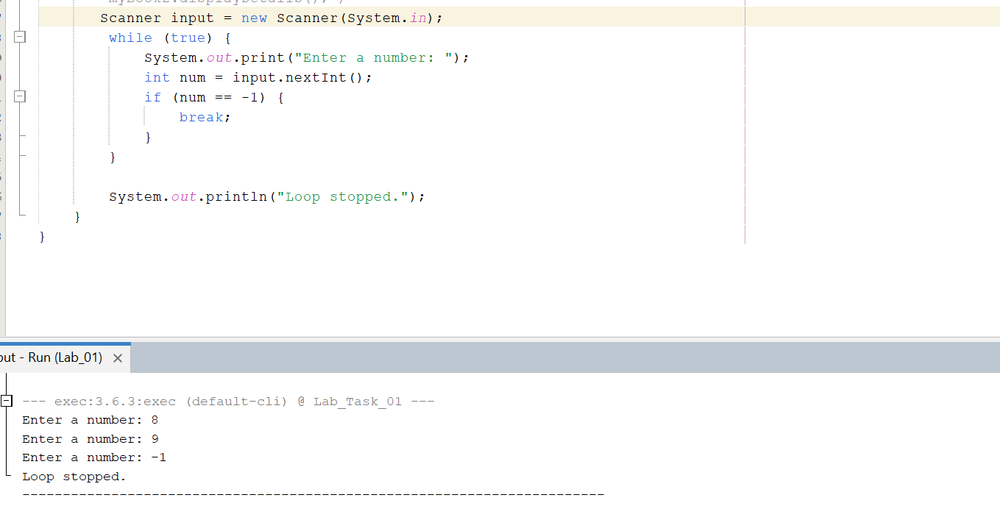 Scanner input = new Scanner(System.in);
while (true) {
System.out.print("Enter a number: ");
int num = input.nextInt();
if (num == -1) {
break;
}
}
System.out.println("Loop stopped.");
}
}
- Run (Lab_01) ×
--- exec:3.6.3:exec (default-cli) @ Lab_Task_01 ---
Enter a number: 8
Enter a number: 9
Enter a number: -1
Loop stopped.
------------------------------------------------------------------------